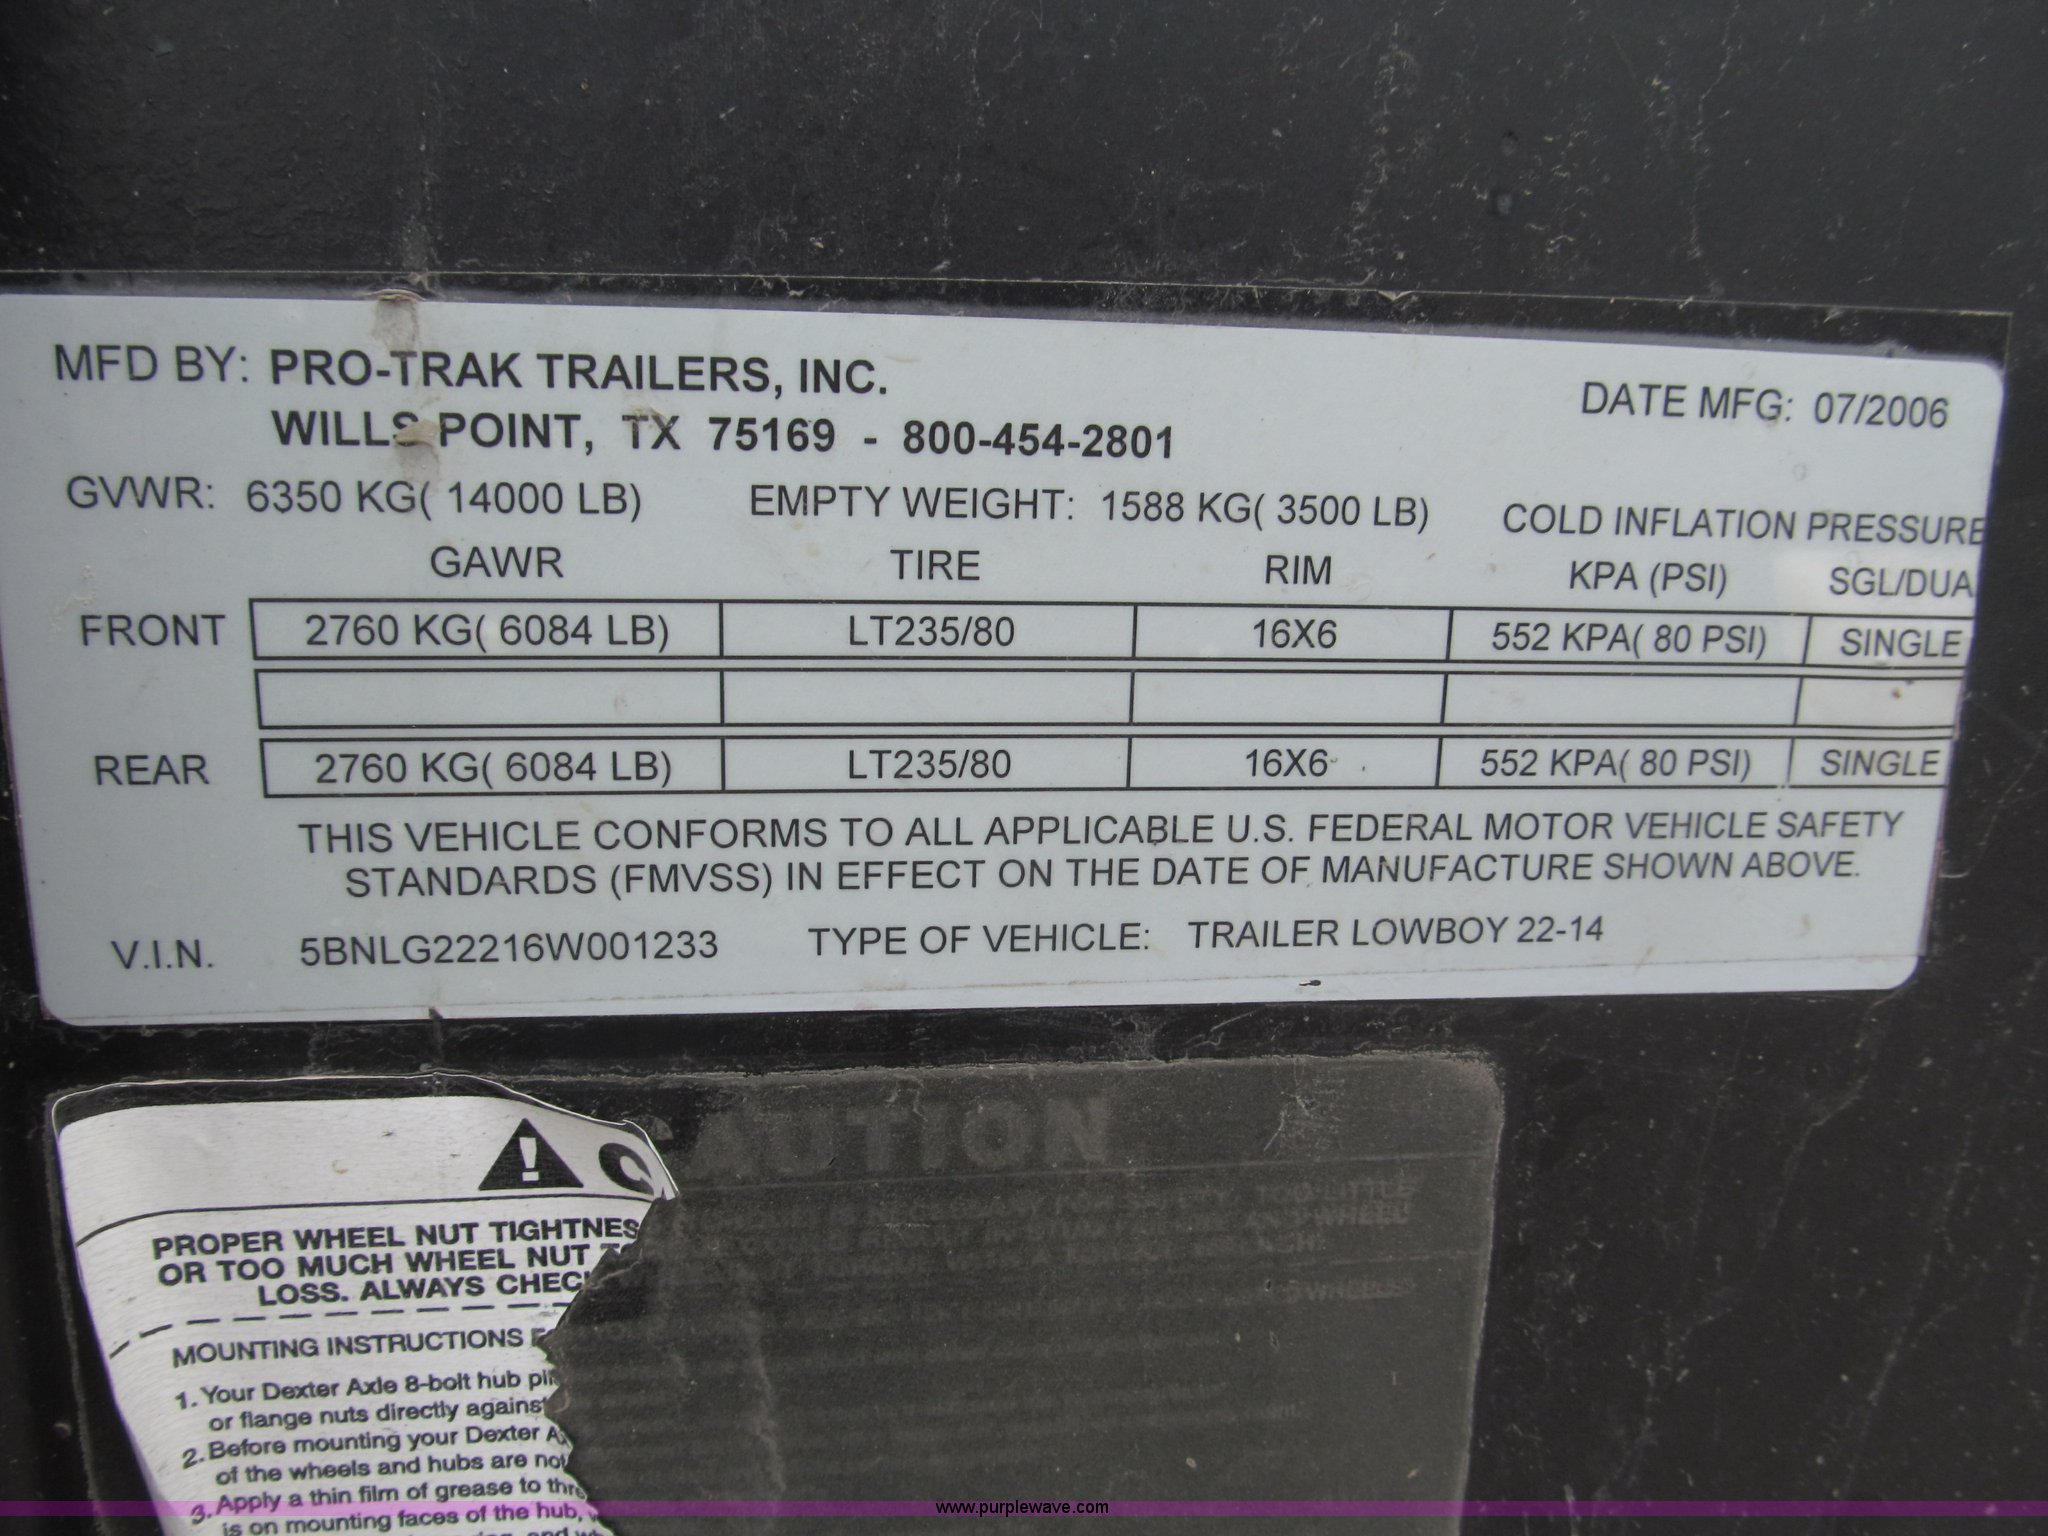 MFD BY: PRO-TRAK TRAILERS, INC.
WILLS POINT, TX 75169 - 800-454-2801
DATE MFG: 07/2006
GVWR: 6350 KG( 14000 LB) EMPTY WEIGHT: 1588 KG( 3500 LB) COLD INFLATION PRESSURE
GAWR TIRE RIM KPA (PSI) SGL/DUA
FRONT 2760 KG( 6084 LB) LT235/80 16X6 552 KPA( 80 PSI) SINGLE
REAR 2760 KG( 6084 LB) LT235/80 16X6 552 KPA( 80 PSI) SINGLE
THIS VEHICLE CONFORMS TO ALL APPLICABLE U.S. FEDERAL MOTOR VEHICLE SAFETY
STANDARDS (FMVSS) IN EFFECT ON THE DATE OF MANUFACTURE SHOWN ABOVE.
V.I.N. 5BNLG22216W001233 TYPE OF VEHICLE: TRAILER LOWBOY 22-14
CAUTION
PROPER WHEEL NUT TIGHTNES
OR TOO MUCH WHEEL NUT
LOSS. ALWAYS CHEC
MOUNTING INSTRUCTIONS
1. Your Dexter Axle 8-bolt hub
or flange nuts directly against
2. Before mounting your Dexter
of the wheels and hubs are not
3. Apply a thin film of grease to
is on mounting faces of the hub,
www.purplewave.com